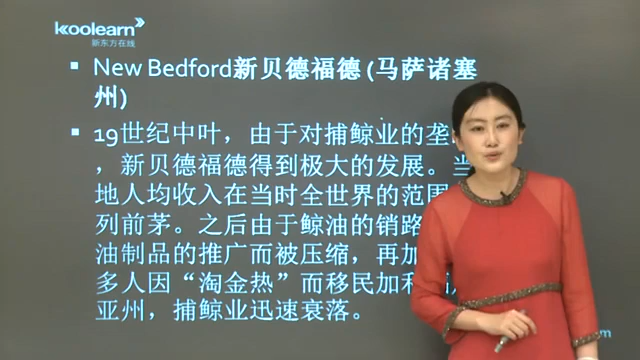 koolearn
新东方在线
New Bedford新贝德福德 (马萨诸塞
州)
19世纪中叶，由于对捕鲸业的垄
，新贝德福德得到极大的发展。当
地人均收入在当时全世界的范围
列前茅。之后由于鲸油的销路
油制品的推广而被压缩，再加
多人因“淘金热”而移民加利
亚州，捕鲸业迅速衰落。